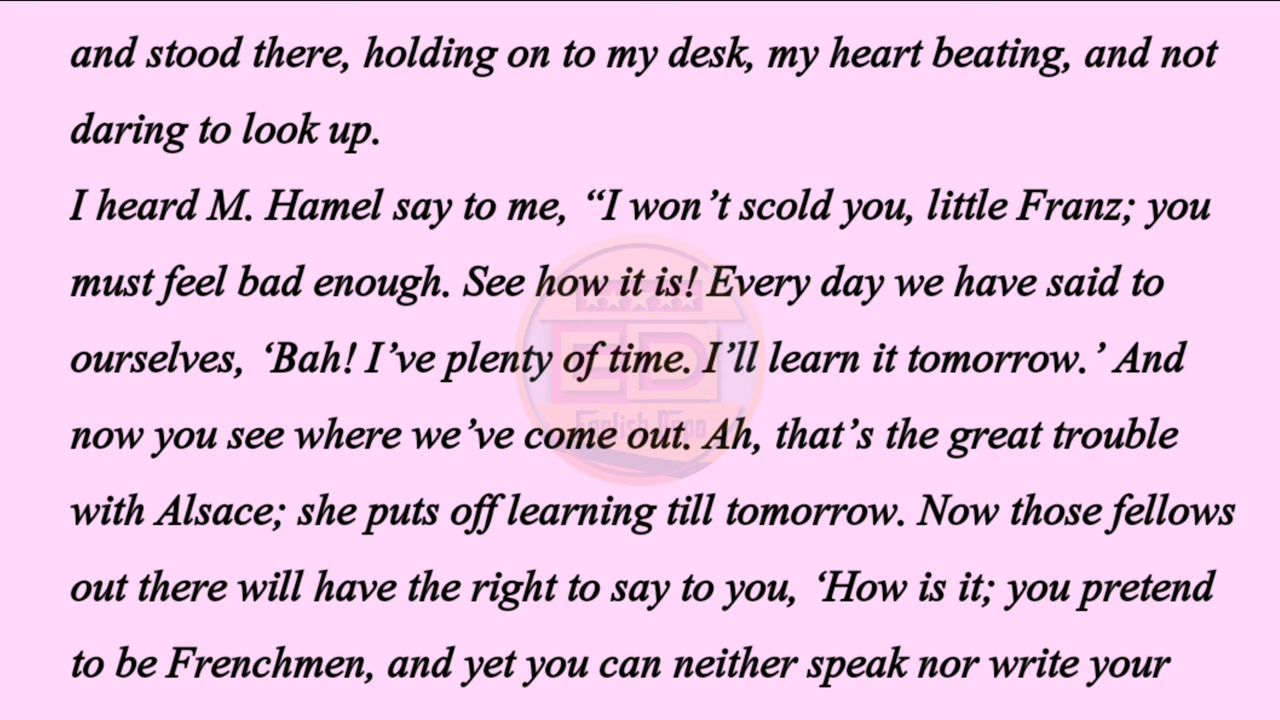 and stood there, holding on to my desk, my heart beating, and not
daring to look up.
I heard M. Hamel say to me, “I won’t scold you, little Franz; you
must feel bad enough. See how it is! Every day we have said to
ourselves, ‘Bah! I’ve plenty of time. I’ll learn it tomorrow.’ And
now you see where we’ve come out. Ah, that’s the great trouble
with Alsace; she puts off learning till tomorrow. Now those fellows
out there will have the right to say to you, ‘How is it; you pretend
to be Frenchmen, and yet you can neither speak nor write your
ED
English